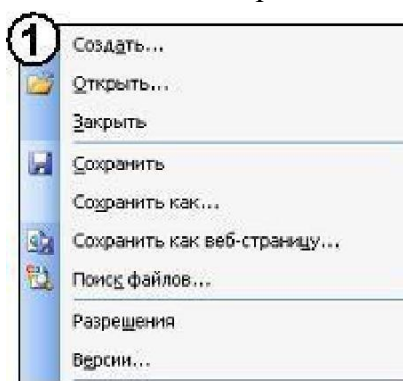 1
Создать...
Открыть...
Закрыть
Сохранить
Сохранить как...
Сохранить как веб-страницу...
Поиск файлов...
Разрешения
Версии...